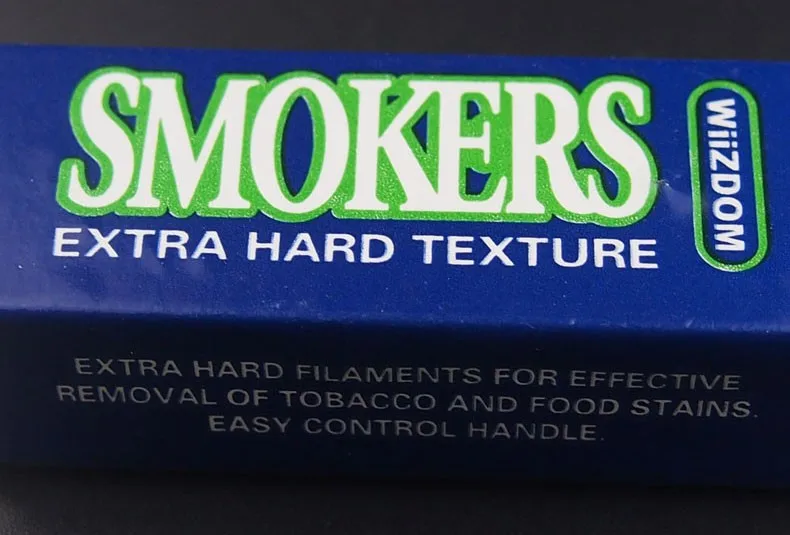 SMOKERS
EXTRA HARD TEXTURE
WiiZDOM
EXTRA HARD FILAMENTS FOR EFFECTIVE
REMOVAL OF TOBACCO AND FOOD STAINS.
EASY CONTROL HANDLE.